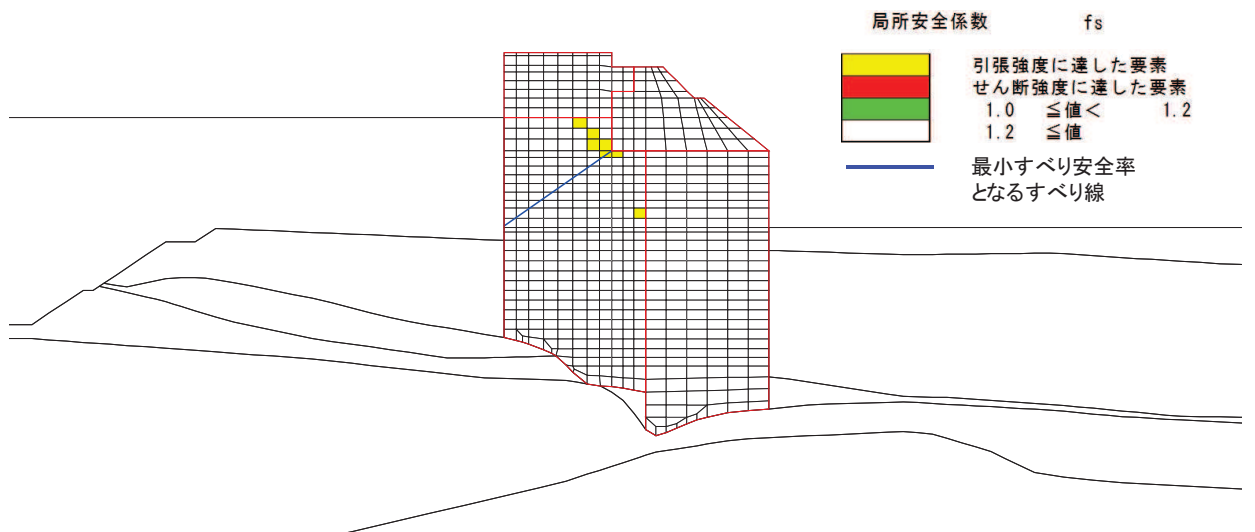 局所安全係数 fs
引張強度に達した要素
せん断強度に達した要素
1.0 ≦値< 1.2
1.2 ≦値
最小すべり安全率
となるすべり線